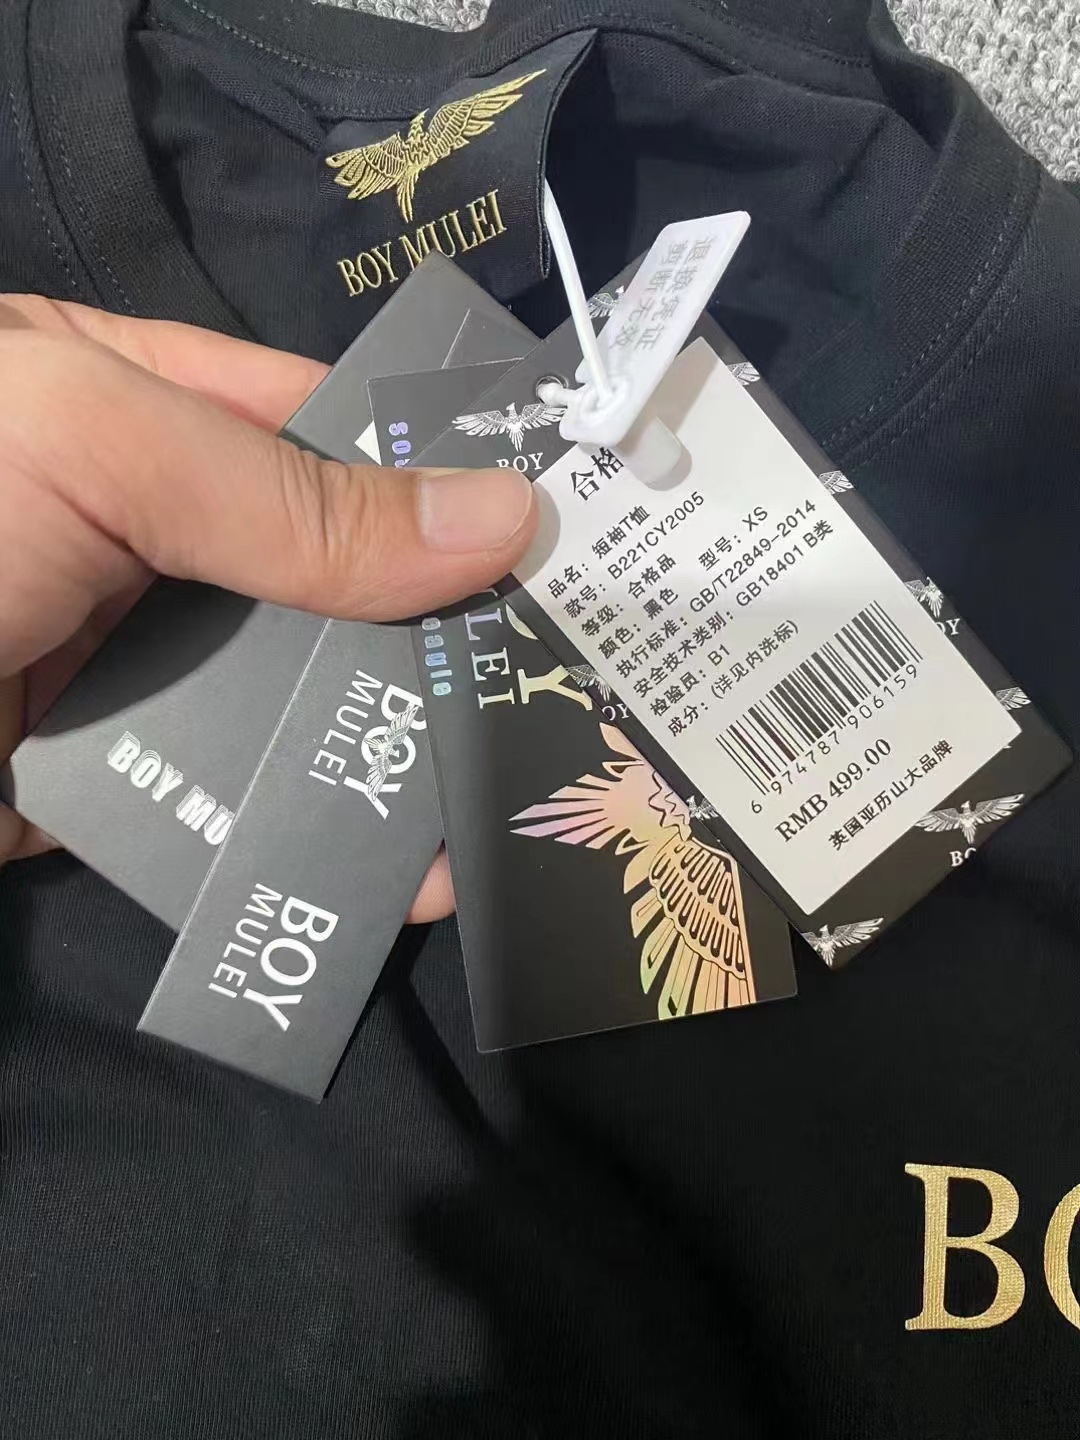 BOY MULEI
退换凭证
剪断无效
BOY
合格
品名：短袖T恤
款号：B221CY2005
等级：合格品
颜色：黑色 型号：XS
执行标准：GB/T22849-2014
安全技术类别：GB18401 B类
检验员：B1
成分：(详见内洗标)
6 974787 906159
RMB 499.00
英国亚历山大品牌
BOY MU
BOY
MULEI
BOY
MULEI